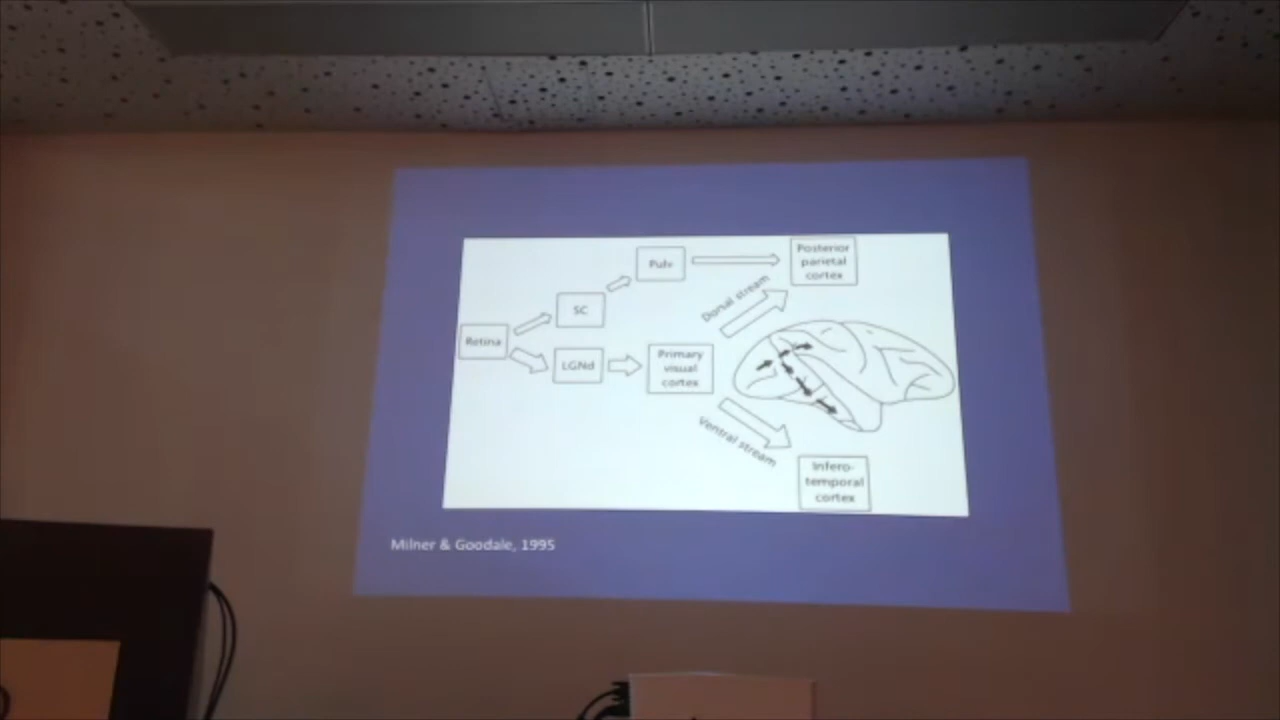 Posterior
parietal
cortex
Pulv
Dorsal stream
SC
Retina
LGNd
Primary
visual
cortex
Ventral stream
Infero-
temporal
cortex
Milner & Goodale, 1995